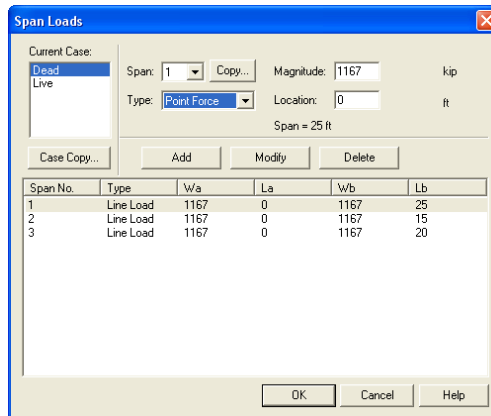 Span Loads
Current Case:
Dead
Live
Span: 1 Copy... Magnitude: 1167 kip
Type: Point Force Location: 0 ft
Span = 25 ft
Case Copy... Add Modify Delete
Span No. Type Wa La Wb Lb
1 Line Load 1167 0 1167 25
2 Line Load 1167 0 1167 15
3 Line Load 1167 0 1167 20
OK Cancel Help